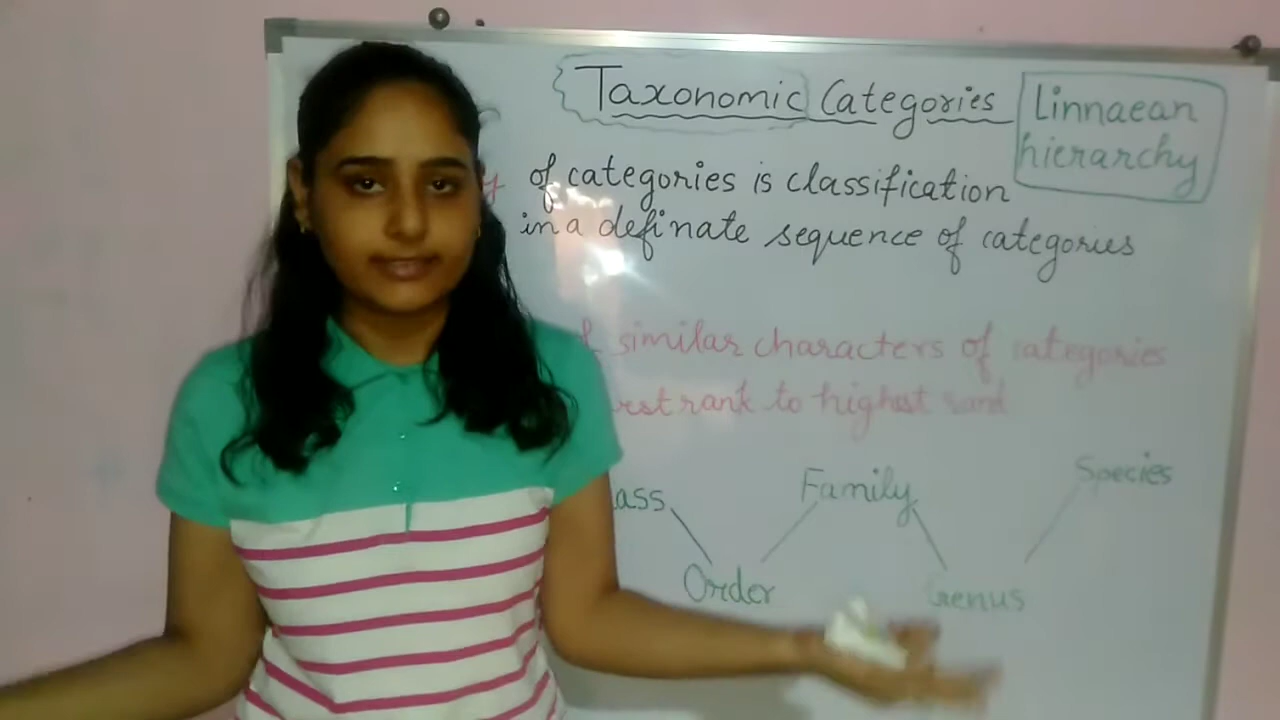 Taxonomic Categories
Linnaean
hierarchy
of categories is classification
in a definate sequence of categories
similar characters of categories
rank to highest rank
ass
Family
Species
Order
Genus